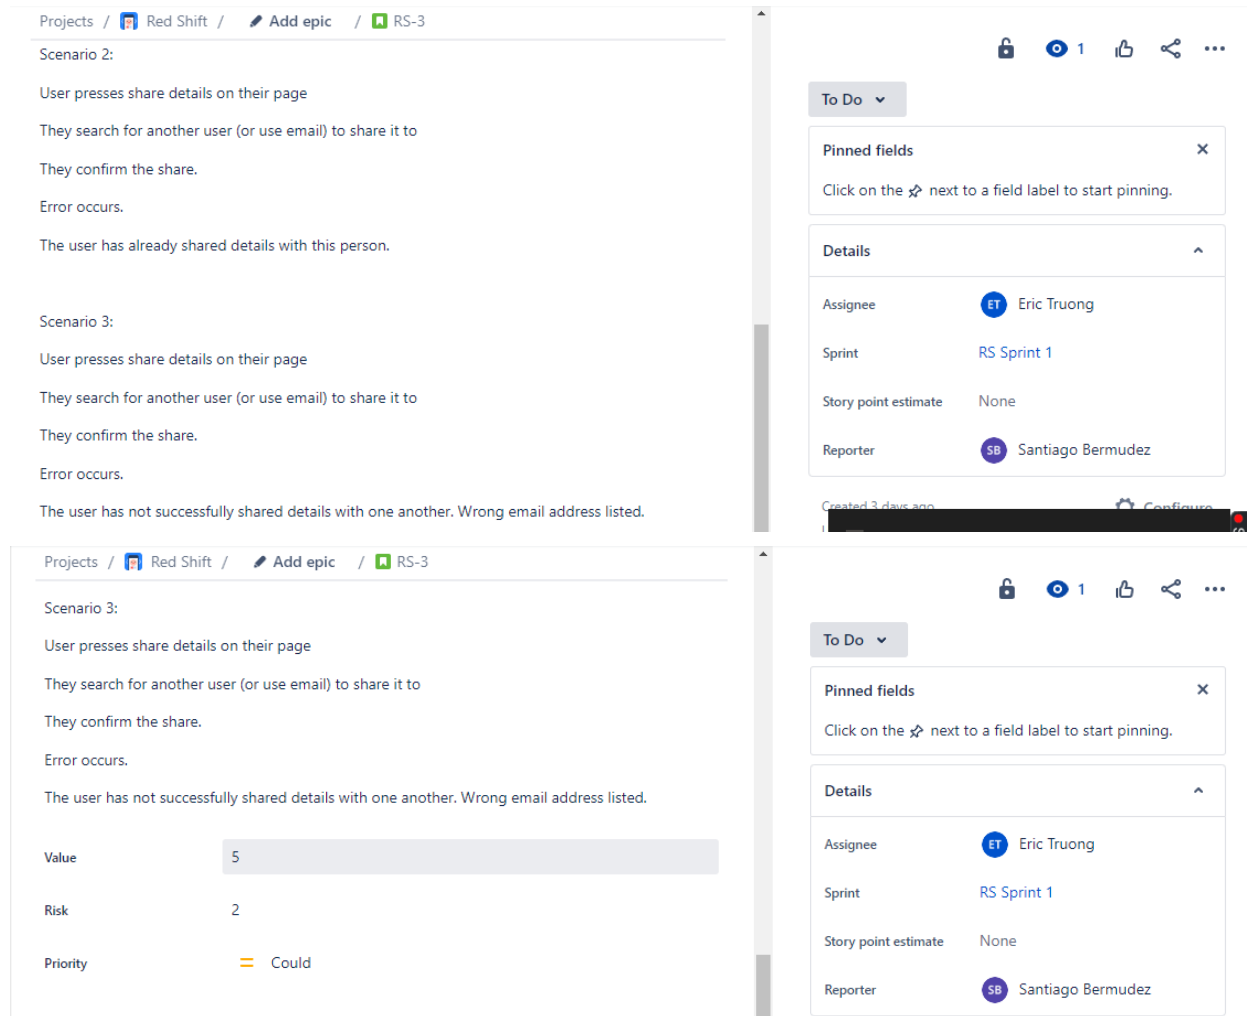 Projects / Red Shift / Add epic / RS-3
Scenario 2:
User presses share details on their page
They search for another user (or use email) to share it to
They confirm the share.
Error occurs.
The user has already shared details with this person.
Scenario 3:
User presses share details on their page
They search for another user (or use email) to share it to
They confirm the share.
Error occurs.
The user has not successfully shared details with one another. Wrong email address listed.
1
To Do
Pinned fields
Click on the next to a field label to start pinning.
Details
Assignee ET Eric Truong
Sprint RS Sprint 1
Story point estimate None
Reporter SB Santiago Bermudez
Created 3 days ago Configure
Projects / Red Shift / Add epic / RS-3
Scenario 3:
User presses share details on their page
They search for another user (or use email) to share it to
They confirm the share.
Error occurs.
The user has not successfully shared details with one another. Wrong email address listed.
Value 5
Risk 2
Priority Could
1
To Do
Pinned fields
Click on the next to a field label to start pinning.
Details
Assignee ET Eric Truong
Sprint RS Sprint 1
Story point estimate None
Reporter SB Santiago Bermudez